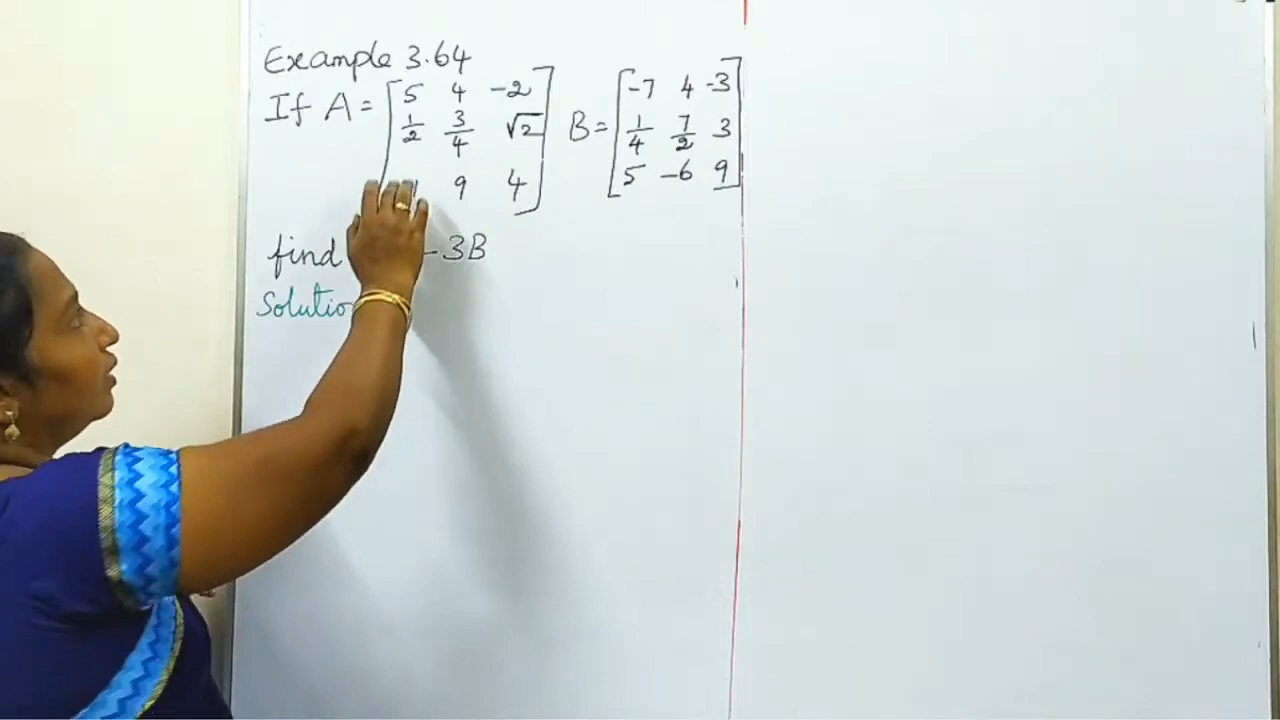 Example 3.64
If A = [5 4 -2 B = [-7 4 -3
1/2 3/4 √2 1/4 7/2 3
9 4] 5 -6 9]
find - 3B